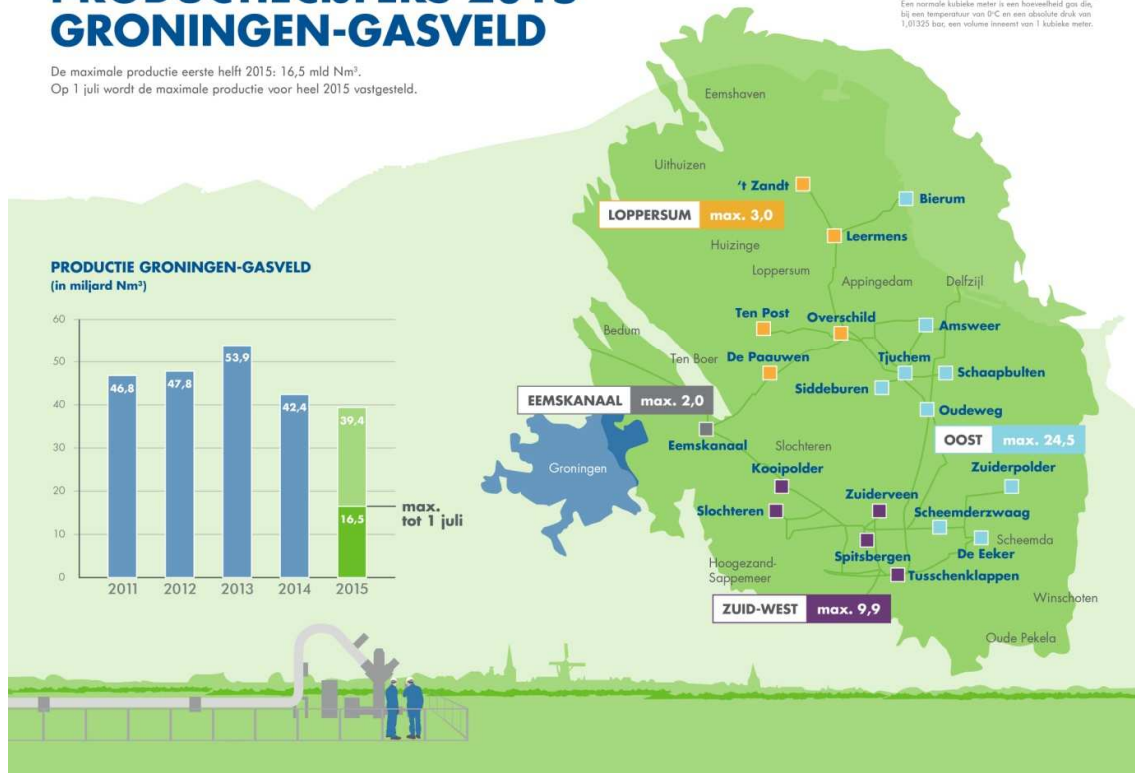 GRONINGEN-GASVELD
De maximale productie eerste helft 2015: 16,5 mld Nm³.
Op 1 juli wordt de maximale productie voor heel 2015 vastgesteld.
Een normale kubieke meter is een hoeveelheid gas die,
bij een temperatuur van 0°C en een absolute druk van
1,01325 bar, een volume inneemt van 1 kubieke meter.
PRODUCTIE GRONINGEN-GASVELD
(in miljard Nm³)
60
50
40
30
20
10
0
46,8
47,8
53,9
42,4
39,4
16,5
max.
tot 1 juli
2011
2012
2013
2014
2015
Eemshaven
Uithuizen
't Zandt
Bierum
LOPPERSUM max. 3,0
Leermens
Huizinge
Loppersum
Appingedam
Delfzijl
Ten Post
Overschild
Amsweer
Bedum
Ten Boer
De Paauwen
Tjuchem
Schaapbulten
Siddeburen
EEMSKANAAL max. 2,0
Oudeweg
Eemskanaal
Slochteren
OOST max. 24,5
Groningen
Kooipolder
Zuiderpolder
Slochteren
Zuiderveen
Scheemderzwaag
Scheemda
Spitsbergen
De Eeker
Hoogezand-
Sappemeer
Tusschenklappen
ZUID-WEST max. 9,9
Winschoten
Oude Pekela